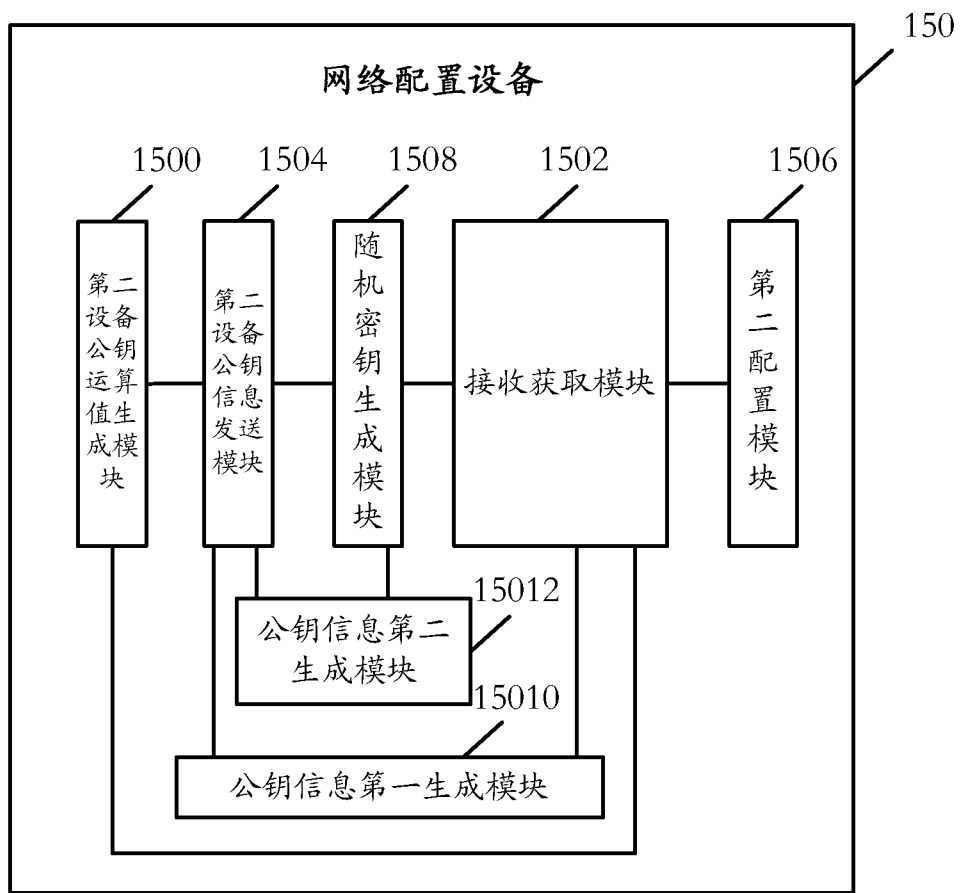 150
网络配置设备
1500
1504
1508
1502
1506
第二
设备
公钥
运算
值生
成模
块
第二
设备
公钥
信息
发送
模块
随
机
密
钥
生
成
模
块
接收获取模块
第
二
配
置
模
块
15012
公钥信息第二
生成模块
15010
公钥信息第一生成模块